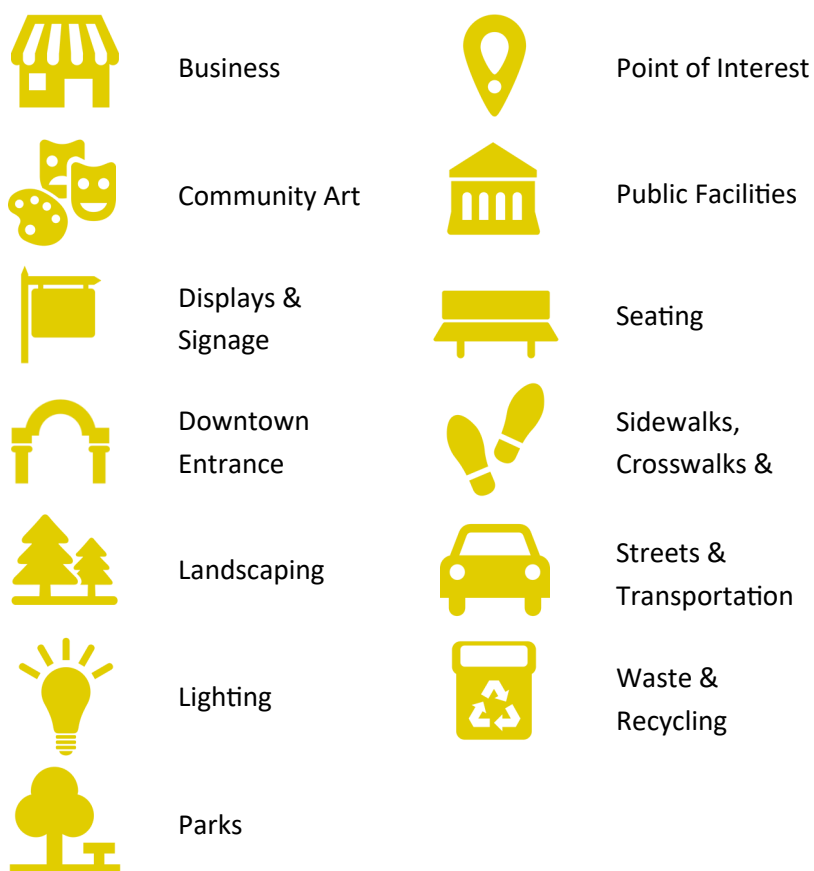 Business
Community Art
Displays &
Signage
Downtown
Entrance
Landscaping
Lighting
Parks
Point of Interest
Public Facilities
Seating
Sidewalks,
Crosswalks &
Streets &
Transportation
Waste &
Recycling